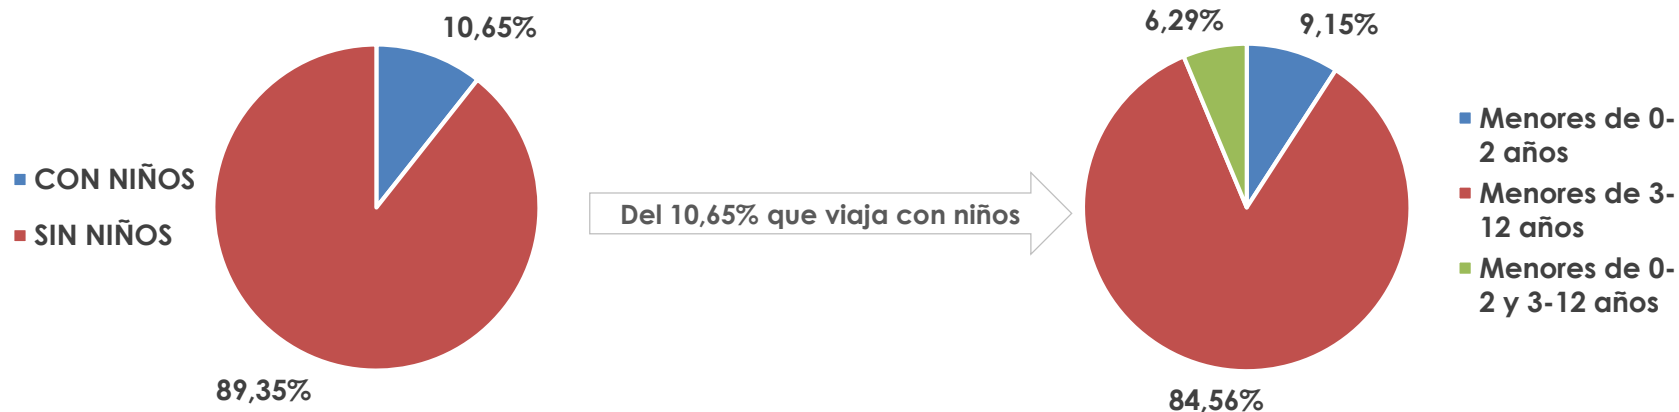 10,65%
CON NIÑOS
SIN NIÑOS
89,35%
Del 10,65% que viaja con niños
6,29%
9,15%
84,56%
Menores de 0-
2 años
Menores de 3-
12 años
Menores de 0-
2 y 3-12 años